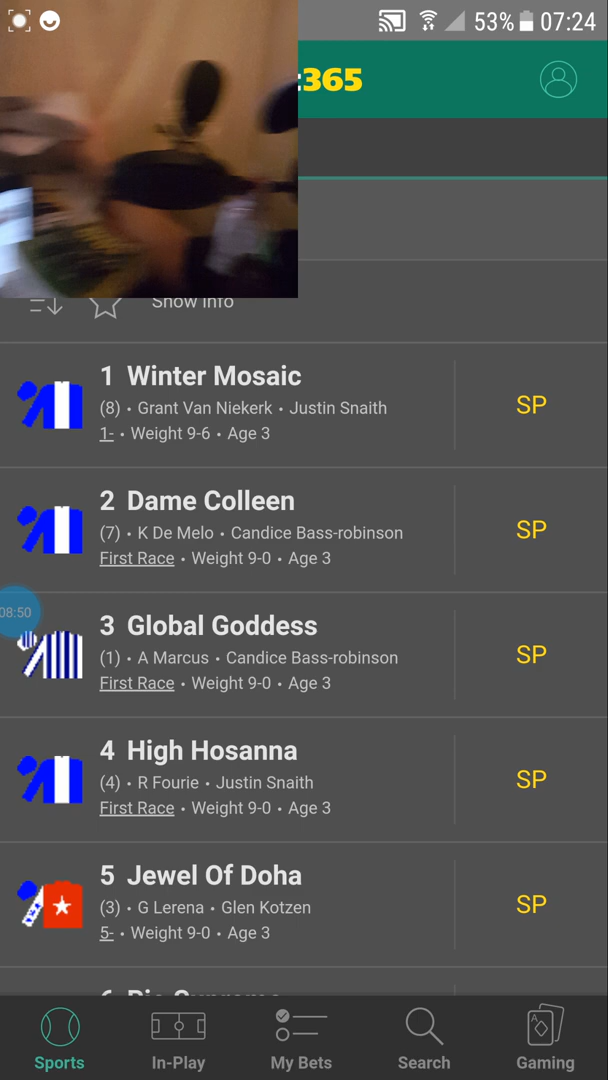 53% 07:24
365
Show Info
1 Winter Mosaic
(8) • Grant Van Niekerk • Justin Snaith
1- • Weight 9-6 • Age 3
SP
2 Dame Colleen
(7) • K De Melo • Candice Bass-robinson
First Race • Weight 9-0 • Age 3
SP
08:50
3 Global Goddess
(1) • A Marcus • Candice Bass-robinson
First Race • Weight 9-0 • Age 3
SP
4 High Hosanna
(4) • R Fourie • Justin Snaith
First Race • Weight 9-0 • Age 3
SP
5 Jewel Of Doha
(3) • G Lerena • Glen Kotzen
5- • Weight 9-0 • Age 3
SP
Sports In-Play My Bets Search Gaming